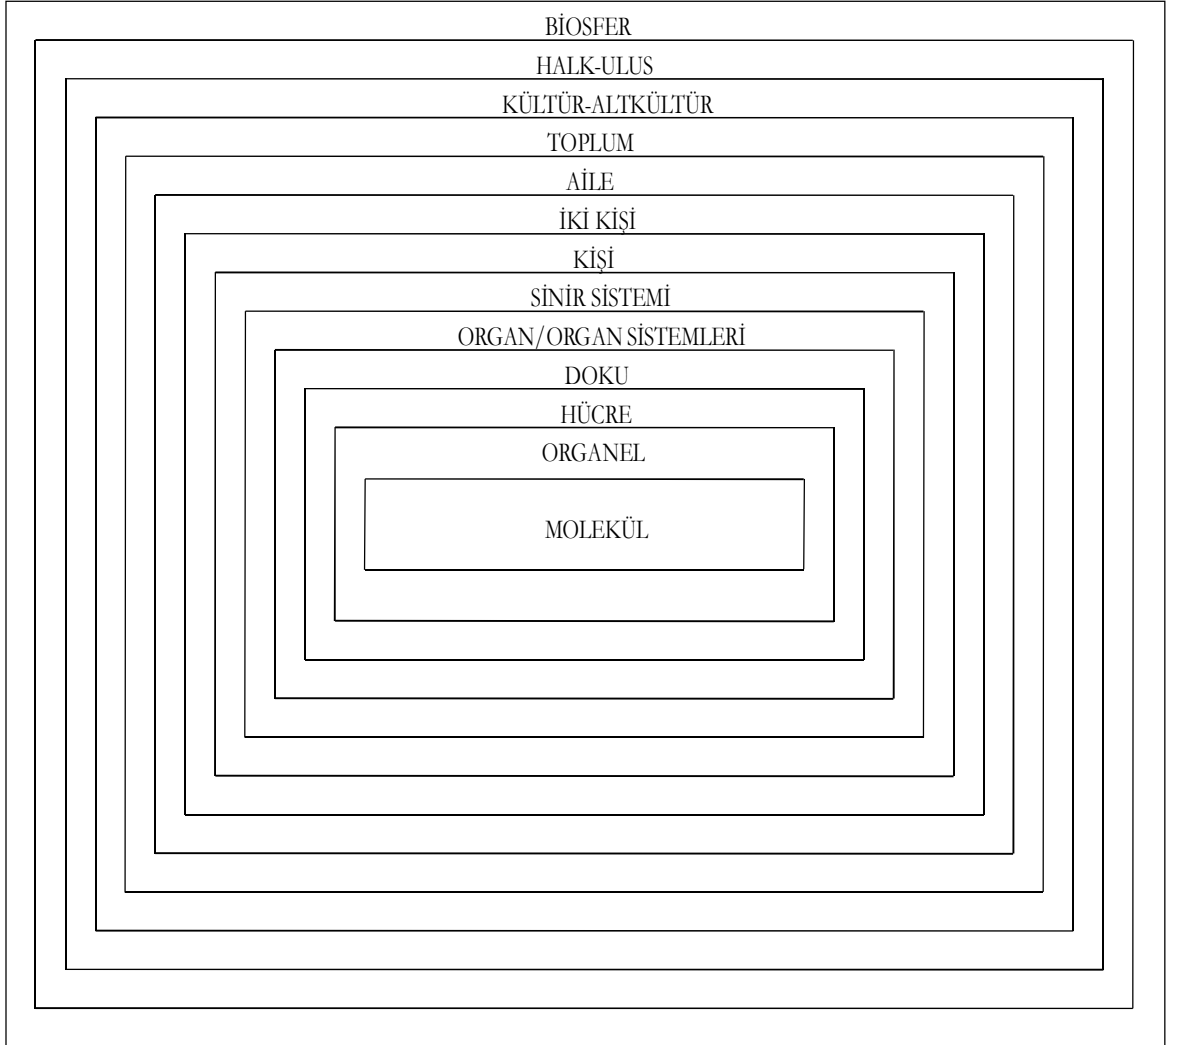 BİOSFER
HALK-ULUS
KÜLTÜR-ALTKÜLTÜR
TOPLUM
AİLE
İKİ KİŞİ
KİŞİ
SİNİR SİSTEMİ
ORGAN/ORGAN SİSTEMLERİ
DOKU
HÜCRE
ORGANEL
MOLEKÜL